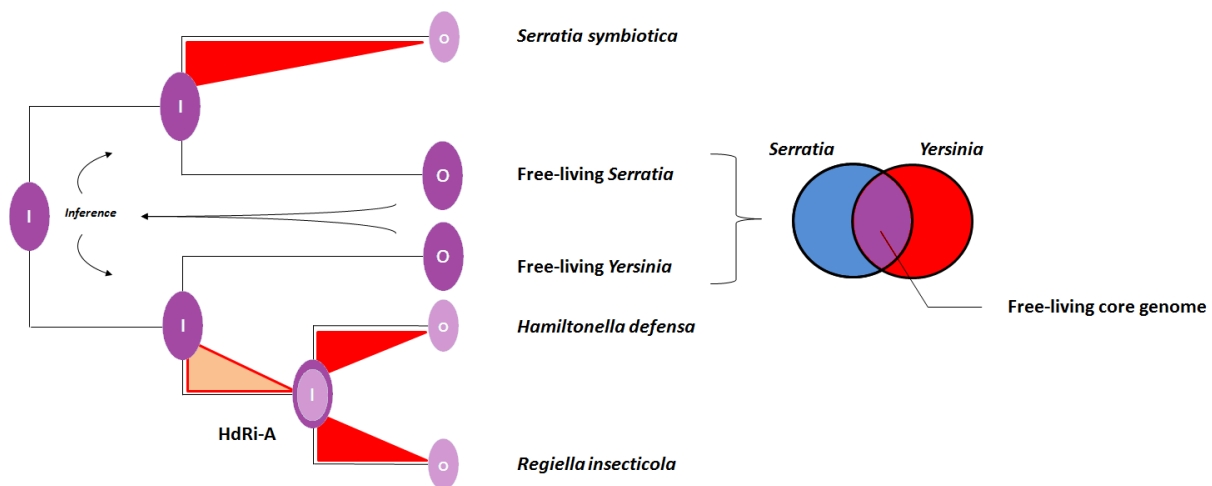 O
Serratia symbiotica
I
Serratia
Yersinia
O
Free-living Serratia
I
Inference
O
Free-living Yersinia
Free-living core genome
I
O
Hamiltonella defensa
I
HdRi-A
O
Regiella insecticola